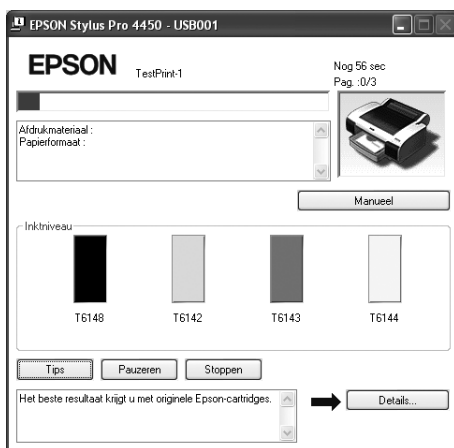 EPSON Stylus Pro 4450 - USB001
EPSON
TestPrint-1
Nog 56 sec
Pag. :0/3
Afdrukmateriaal :
Papierformaat :
Manueel
Inktniveau
T6148
T6142
T6143
T6144
Tips
Pauzeren
Stoppen
Het beste resultaat krijgt u met originele Epson-cartridges.
Details...